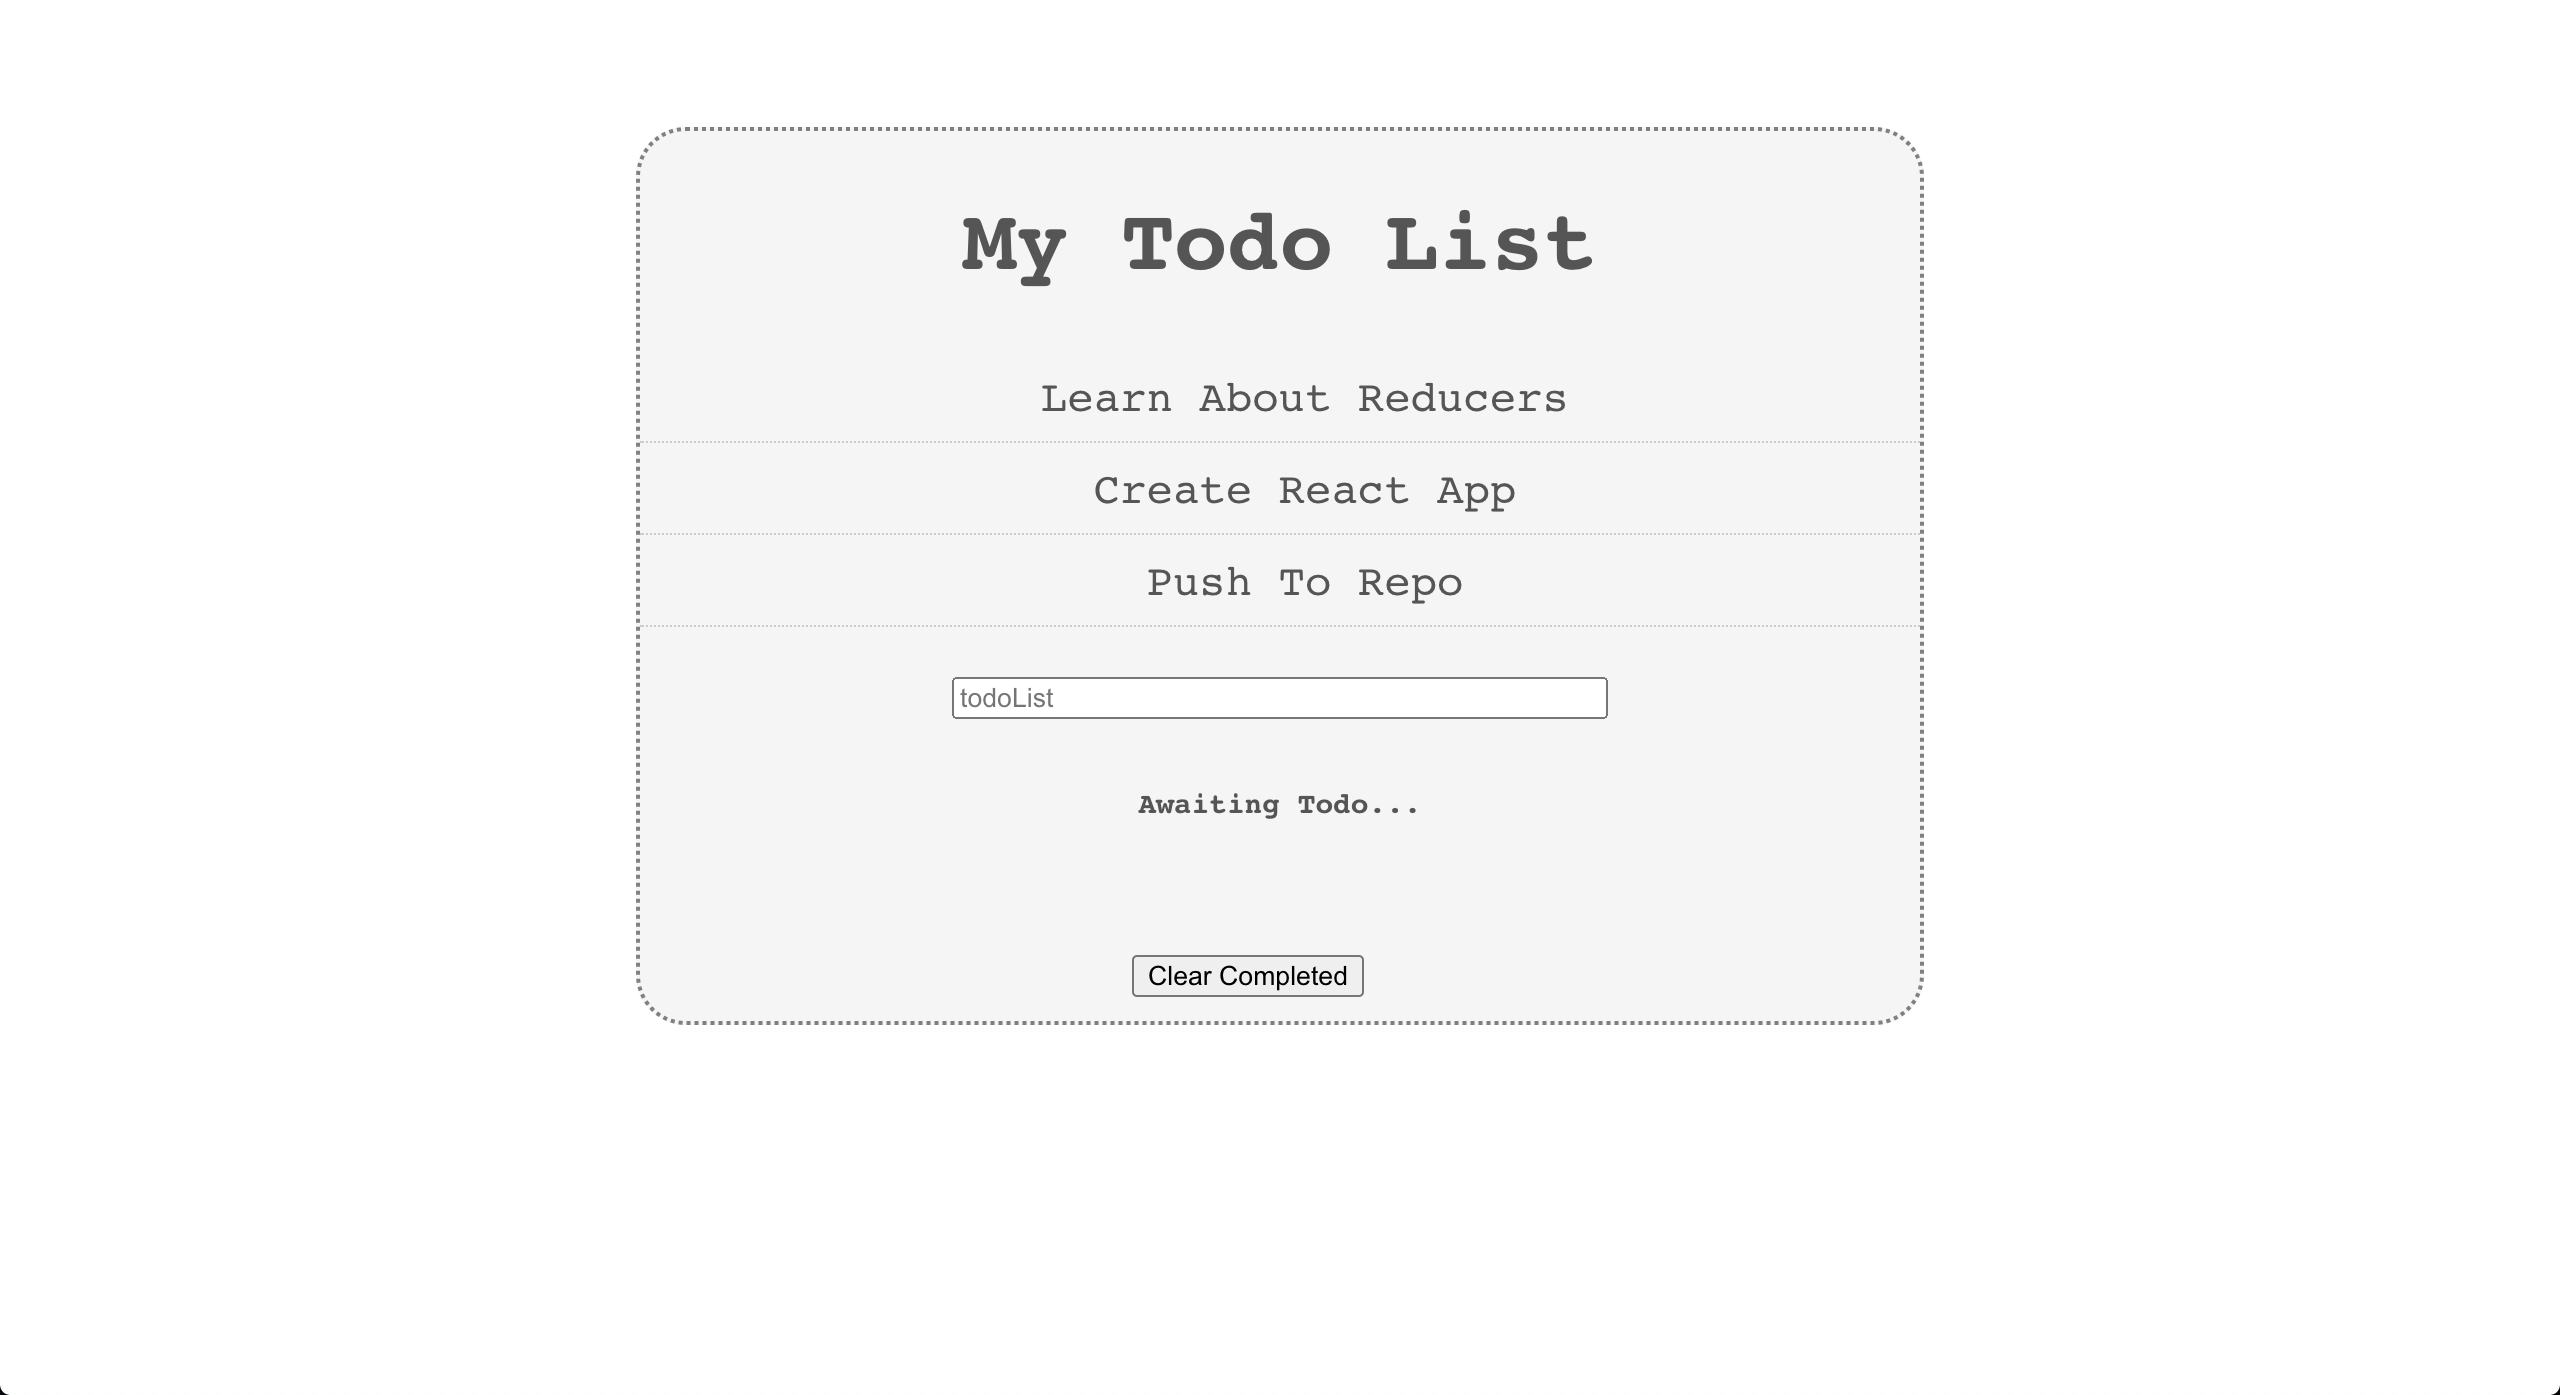 My Todo List
Learn About Reducers
Create React App
Push To Repo
todoList
Awaiting Todo...
Clear Completed